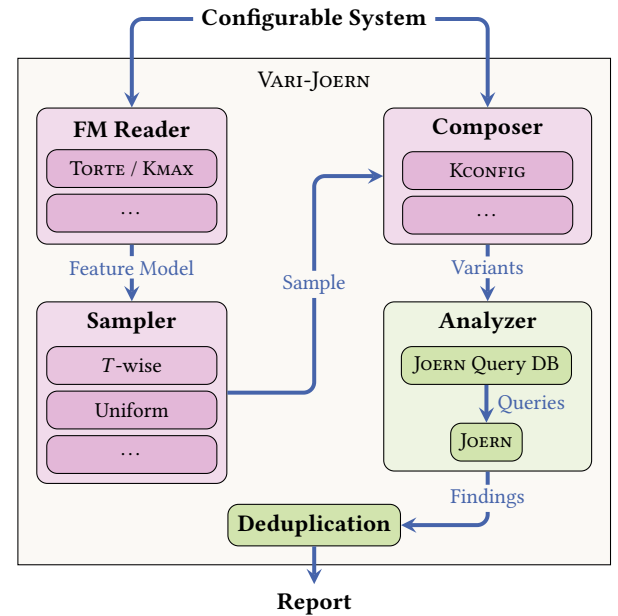 Configurable System
VARI-JOERN
FM Reader
TORTE / KMAX
...
Feature Model
Sampler
T-wise
Uniform
...
Sample
Composer
KCONFIG
...
Variants
Analyzer
JOERN Query DB
Queries
JOERN
Findings
Deduplication
Report